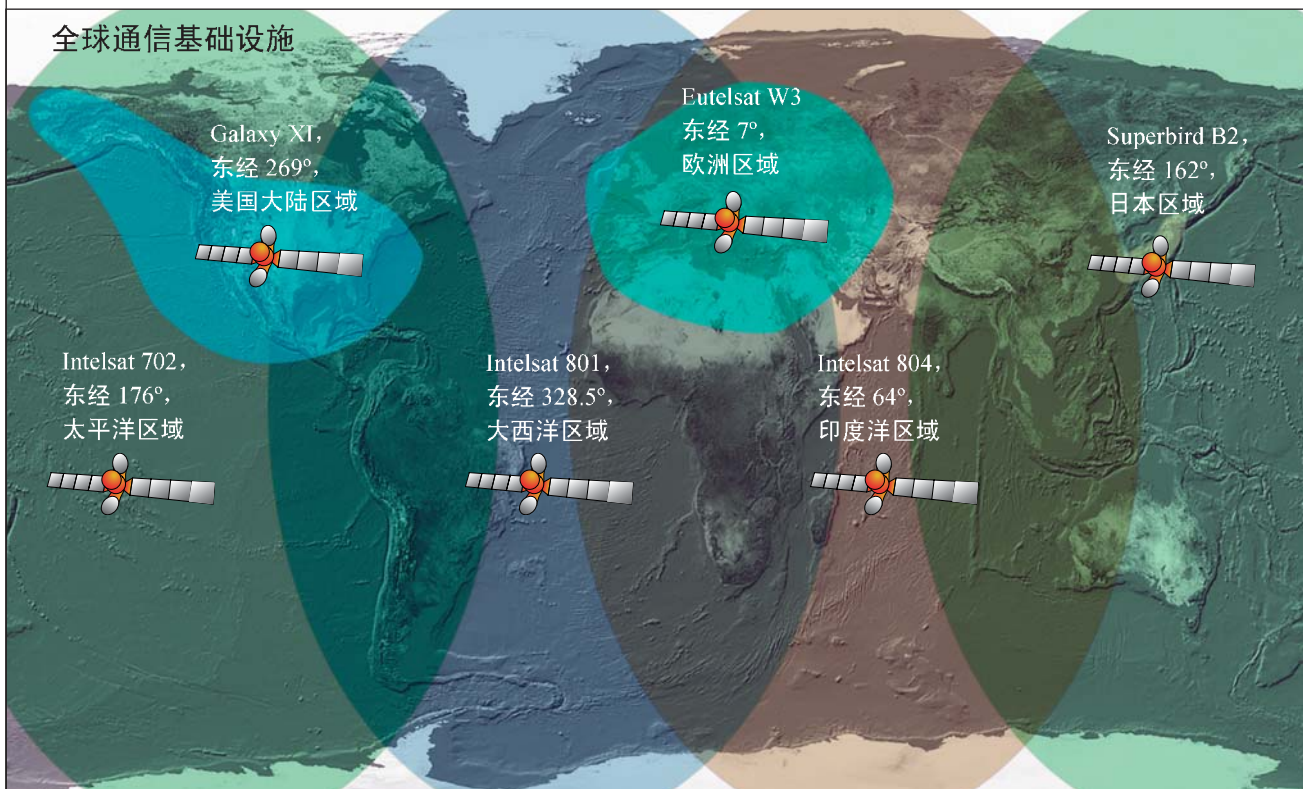 全球通信基础设施
Galaxy XI，
东经 269º，
美国大陆区域
Eutelsat W3
东经 7º，
欧洲区域
Superbird B2，
东经 162º，
日本区域
Intelsat 702，
东经 176º，
太平洋区域
Intelsat 801，
东经 328.5º，
大西洋区域
Intelsat 804，
东经 64º，
印度洋区域